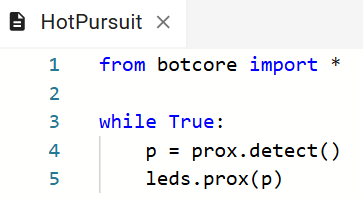 HotPursuit
1 from botcore import *
2
3 while True:
4     p = prox.detect()
5     leds.prox(p)